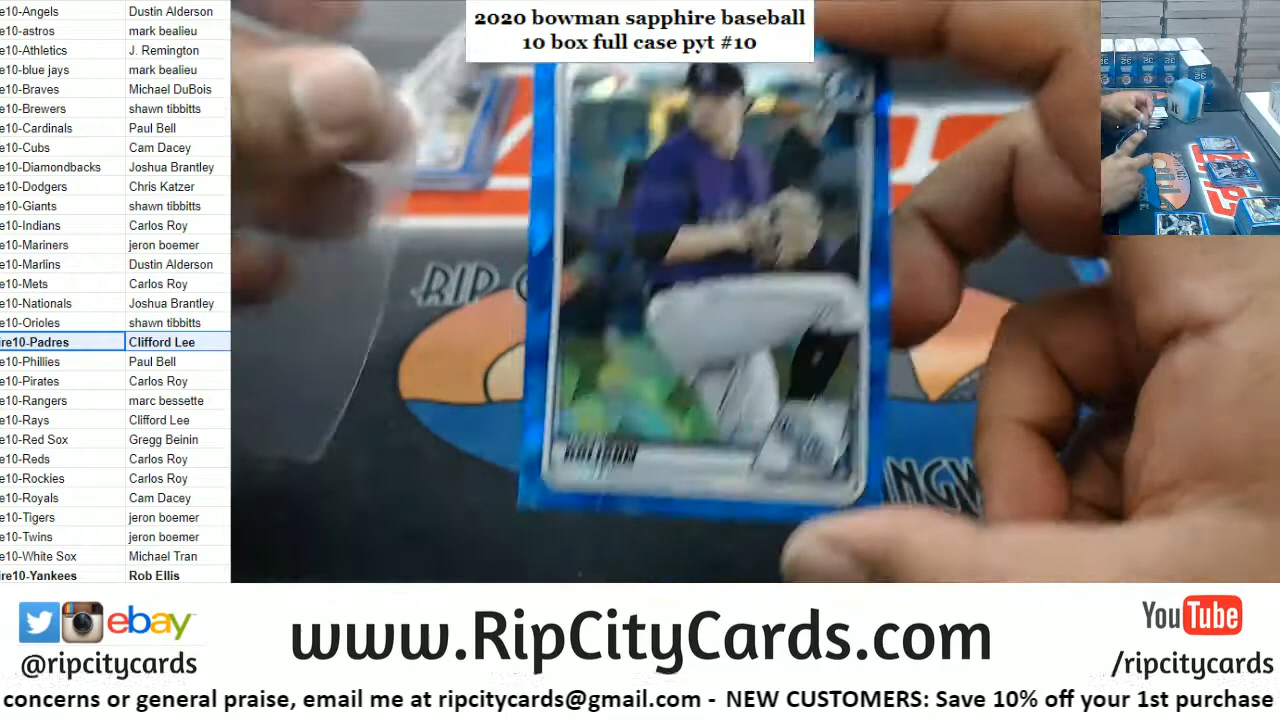 2020 bowman sapphire baseball
10 box full case pyt #10
e10-Angels Dustin Alderson
e10-astros mark bealieu
e10-Athletics J. Remington
e10-blue jays mark bealieu
e10-Braves Michael DuBois
e10-Brewers shawn tibbitts
e10-Cardinals Paul Bell
e10-Cubs Cam Dacey
e10-Diamondbacks Joshua Brantley
e10-Dodgers Chris Katzer
e10-Giants shawn tibbitts
e10-Indians Carlos Roy
e10-Mariners jeron boemer
e10-Marlins Dustin Alderson
e10-Mets Carlos Roy
e10-Nationals Joshua Brantley
e10-Orioles shawn tibbitts
ire10-Padres Clifford Lee
e10-Phillies Paul Bell
e10-Pirates Carlos Roy
e10-Rangers marc bessette
e10-Rays Clifford Lee
e10-Red Sox Gregg Beinin
e10-Reds Carlos Roy
e10-Rockies Carlos Roy
e10-Royals Cam Dacey
e10-Tigers jeron boemer
e10-Twins jeron boemer
e10-White Sox Michael Tran
ire10-Yankees Rob Ellis
RIP
INGW
ebay
@ripcitycards
www.RipCityCards.com
YouTube
/ripcitycards
concerns or general praise, email me at ripcitycards@gmail.com - NEW CUSTOMERS: Save 10% off your 1st purchase